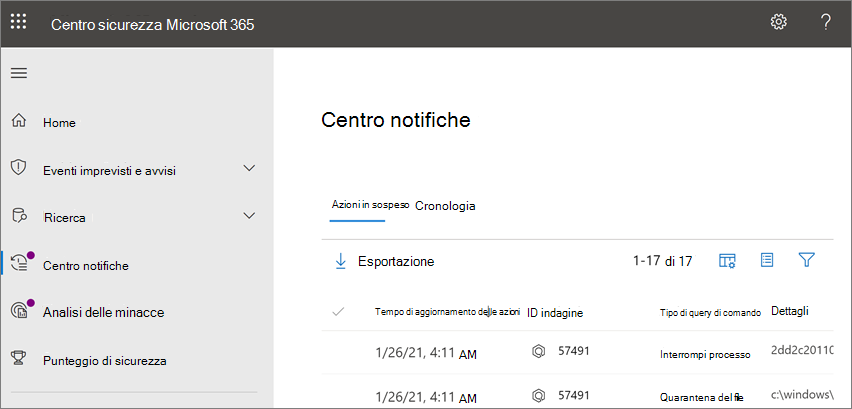 Centro sicurezza Microsoft 365
?
Home
Eventi imprevisti e avvisi
Ricerca
Centro notifiche
Analisi delle minacce
Punteggio di sicurezza
Centro notifiche
Azioni in sospeso Cronologia
Esportazione 1-17 di 17
Tempo di aggiornamento delle azioni ID indagine Tipo di query di comando Dettagli
1/26/21, 4:11 AM 57491 Interrompi processo 2dd2c20110
1/26/21, 4:11 AM 57491 Quarantena del file c:\windows\